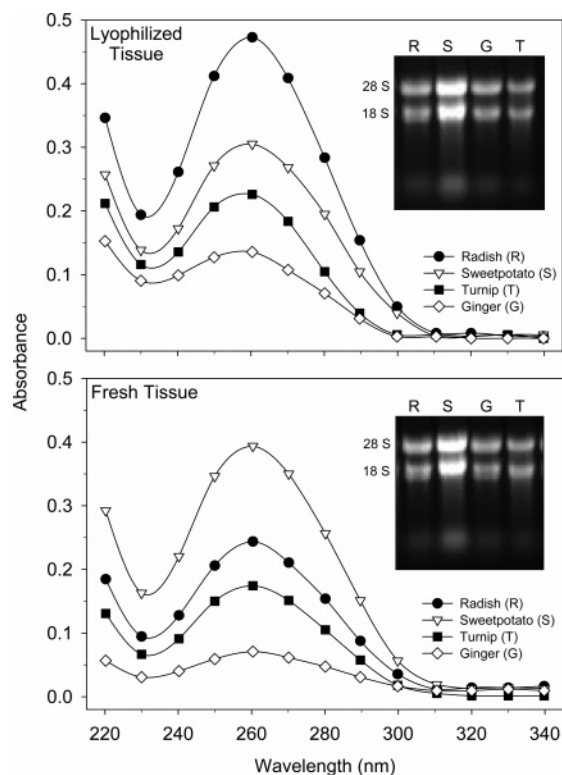 Lyophilized
Tissue
R S G T
28 S
18 S
Radish (R)
Sweetpotato (S)
Turnip (T)
Ginger (G)
0.5
0.4
0.3
0.2
0.1
0.0
Absorbance
Fresh Tissue
R S G T
28 S
18 S
Radish (R)
Sweetpotato (S)
Turnip (T)
Ginger (G)
0.5
0.4
0.3
0.2
0.1
0.0
220 240 260 280 300 320 340
Wavelength (nm)